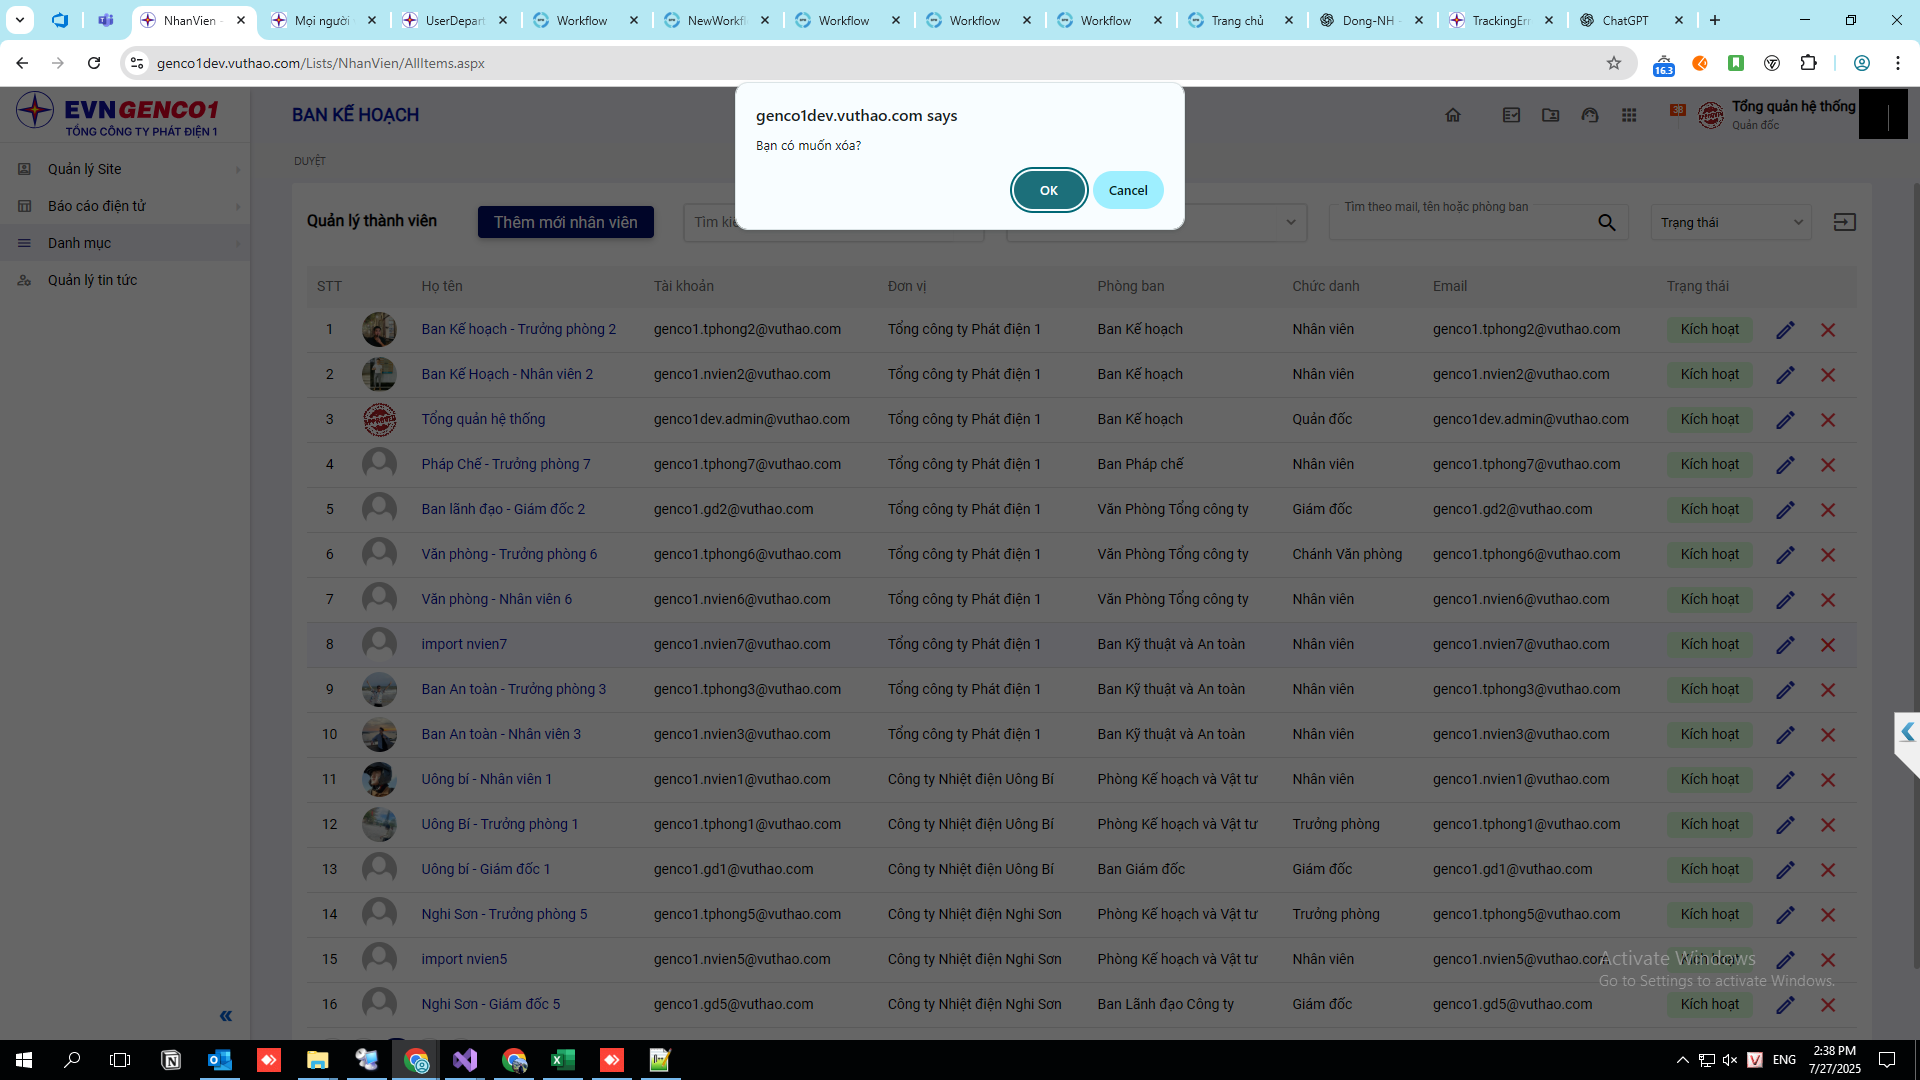 NhanVien -
Mọi người
UserDepart
Workflow
NewWorkfl
Workflow
Workflow
Workflow
Trang chủ
Dong-NH -
TrackingErr
ChatGPT
genco1dev.vuthao.com/Lists/NhanVien/AllItems.aspx
16.3
genco1dev.vuthao.com says
Bạn có muốn xóa?
OK
Cancel
EVNGENCO1
TỔNG CÔNG TY PHÁT ĐIỆN 1
BAN KẾ HOẠCH
38
Tổng quản hệ thống
Quản đốc
DUYỆT
Quản lý Site
Báo cáo điện tử
Danh mục
Quản lý tin tức
Quản lý thành viên
Thêm mới nhân viên
Tìm kiế
Tìm theo mail, tên hoặc phòng ban
Trạng thái
STT Họ tên Tài khoản Đơn vị Phòng ban Chức danh Email Trạng thái
1 Ban Kế hoạch - Trưởng phòng 2 genco1.tphong2@vuthao.com Tổng công ty Phát điện 1 Ban Kế hoạch Nhân viên genco1.tphong2@vuthao.com Kích hoạt
2 Ban Kế Hoạch - Nhân viên 2 genco1.nvien2@vuthao.com Tổng công ty Phát điện 1 Ban Kế hoạch Nhân viên genco1.nvien2@vuthao.com Kích hoạt
3 Tổng quản hệ thống genco1dev.admin@vuthao.com Tổng công ty Phát điện 1 Ban Kế hoạch Quản đốc genco1dev.admin@vuthao.com Kích hoạt
4 Pháp Chế - Trưởng phòng 7 genco1.tphong7@vuthao.com Tổng công ty Phát điện 1 Ban Pháp chế Nhân viên genco1.tphong7@vuthao.com Kích hoạt
5 Ban lãnh đạo - Giám đốc 2 genco1.gd2@vuthao.com Tổng công ty Phát điện 1 Văn Phòng Tổng công ty Giám đốc genco1.gd2@vuthao.com Kích hoạt
6 Văn phòng - Trưởng phòng 6 genco1.tphong6@vuthao.com Tổng công ty Phát điện 1 Văn Phòng Tổng công ty Chánh Văn phòng genco1.tphong6@vuthao.com Kích hoạt
7 Văn phòng - Nhân viên 6 genco1.nvien6@vuthao.com Tổng công ty Phát điện 1 Văn Phòng Tổng công ty Nhân viên genco1.nvien6@vuthao.com Kích hoạt
8 import nvien7 genco1.nvien7@vuthao.com Tổng công ty Phát điện 1 Ban Kỹ thuật và An toàn Nhân viên genco1.nvien7@vuthao.com Kích hoạt
9 Ban An toàn - Trưởng phòng 3 genco1.tphong3@vuthao.com Tổng công ty Phát điện 1 Ban Kỹ thuật và An toàn Nhân viên genco1.tphong3@vuthao.com Kích hoạt
10 Ban An toàn - Nhân viên 3 genco1.nvien3@vuthao.com Tổng công ty Phát điện 1 Ban Kỹ thuật và An toàn Nhân viên genco1.nvien3@vuthao.com Kích hoạt
11 Uông bí - Nhân viên 1 genco1.nvien1@vuthao.com Công ty Nhiệt điện Uông Bí Phòng Kế hoạch và Vật tư Nhân viên genco1.nvien1@vuthao.com Kích hoạt
12 Uông Bí - Trưởng phòng 1 genco1.tphong1@vuthao.com Công ty Nhiệt điện Uông Bí Phòng Kế hoạch và Vật tư Trưởng phòng genco1.tphong1@vuthao.com Kích hoạt
13 Uông bí - Giám đốc 1 genco1.gd1@vuthao.com Công ty Nhiệt điện Uông Bí Ban Giám đốc Giám đốc genco1.gd1@vuthao.com Kích hoạt
14 Nghi Sơn - Trưởng phòng 5 genco1.tphong5@vuthao.com Công ty Nhiệt điện Nghi Sơn Phòng Kế hoạch và Vật tư Trưởng phòng genco1.tphong5@vuthao.com Kích hoạt
15 import nvien5 genco1.nvien5@vuthao.com Công ty Nhiệt điện Nghi Sơn Phòng Kế hoạch và Vật tư Nhân viên genco1.nvien5@vuthao.com Kích hoạt
16 Nghi Sơn - Giám đốc 5 genco1.gd5@vuthao.com Công ty Nhiệt điện Nghi Sơn Ban Lãnh đạo Công ty Giám đốc genco1.gd5@vuthao.com Kích hoạt
Activate Windows
Go to Settings to activate Windows.
ENG
2:38 PM
7/27/2025